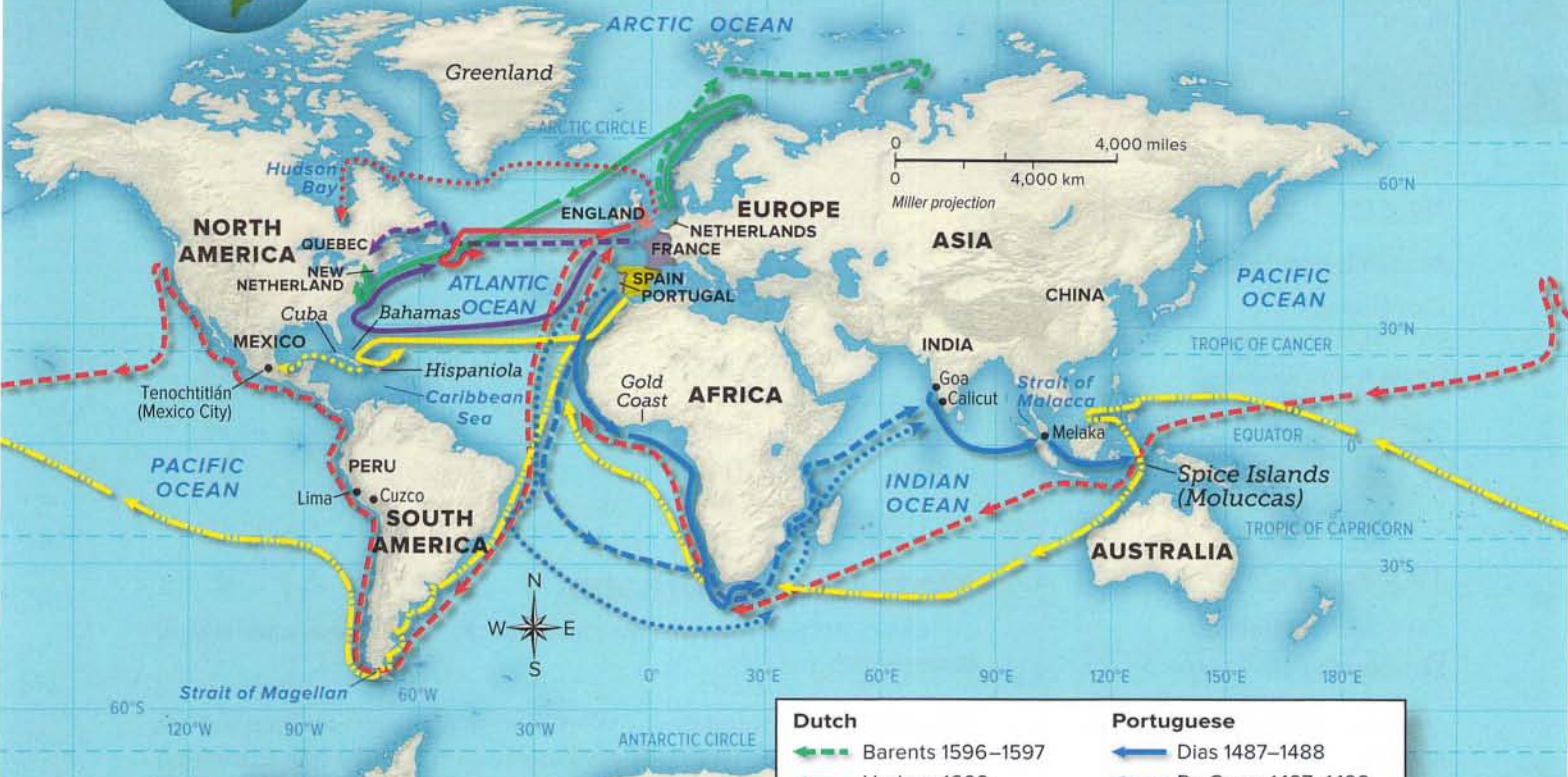 ARCTIC OCEAN
Greenland
ARCTIC CIRCLE
Hudson
Bay
0
4,000 miles
0
4,000 km
Miller projection
60°N
ENGLAND
EUROPE
NETHERLANDS
FRANCE
ASIA
NORTH
AMERICA
QUEBEC
NEW
NETHERLAND
ATLANTIC
OCEAN
SPAIN
PORTUGAL
CHINA
PACIFIC
OCEAN
Cuba
Bahamas
MEXICO
30°N
TROPIC OF CANCER
INDIA
Hispaniola
Tenochtitlán
(Mexico City)
Caribbean
Sea
Gold
Coast
AFRICA
Goa
Calicut
Strait of
Malacca
Melaka
EQUATOR
0°
PACIFIC
OCEAN
PERU
Lima
Cuzco
SOUTH
AMERICA
INDIAN
OCEAN
Spice Islands
(Moluccas)
TROPIC OF CAPRICORN
AUSTRALIA
30°S
N
W
E
S
Strait of Magellan
60°S
120°W
90°W
60°W
30°W
0°
30°E
60°E
90°E
120°E
150°E
180°E
ANTARCTIC CIRCLE
Dutch
Barents 1596–1597
Portuguese
Dias 1487–1488